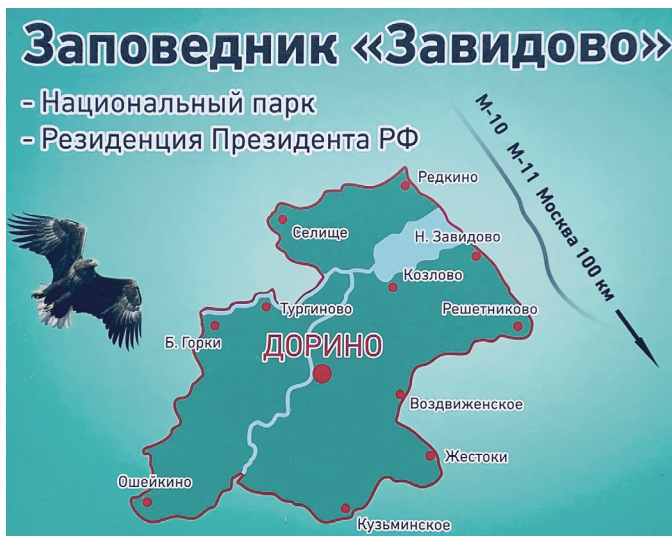 Заповедник «Завидово»
- Национальный парк
- Резиденция Президента РФ
М-10 М-11 Москва 100 км
Редкино
Селище
Н. Завидово
Козлово
Тургиново
Решетниково
Б. Горки
ДОРИНО
Воздвиженское
Жестоки
Ошейкино
Кузьминское